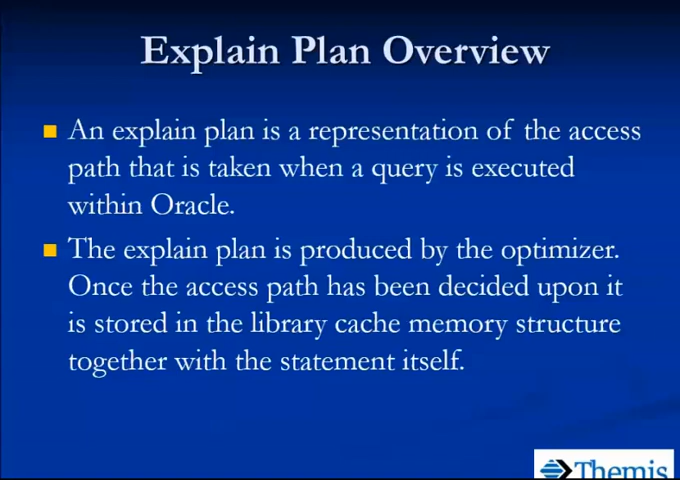 Explain Plan Overview
An explain plan is a representation of the access
path that is taken when a query is executed
within Oracle.
The explain plan is produced by the optimizer.
Once the access path has been decided upon it
is stored in the library cache memory structure
together with the statement itself.
Themis